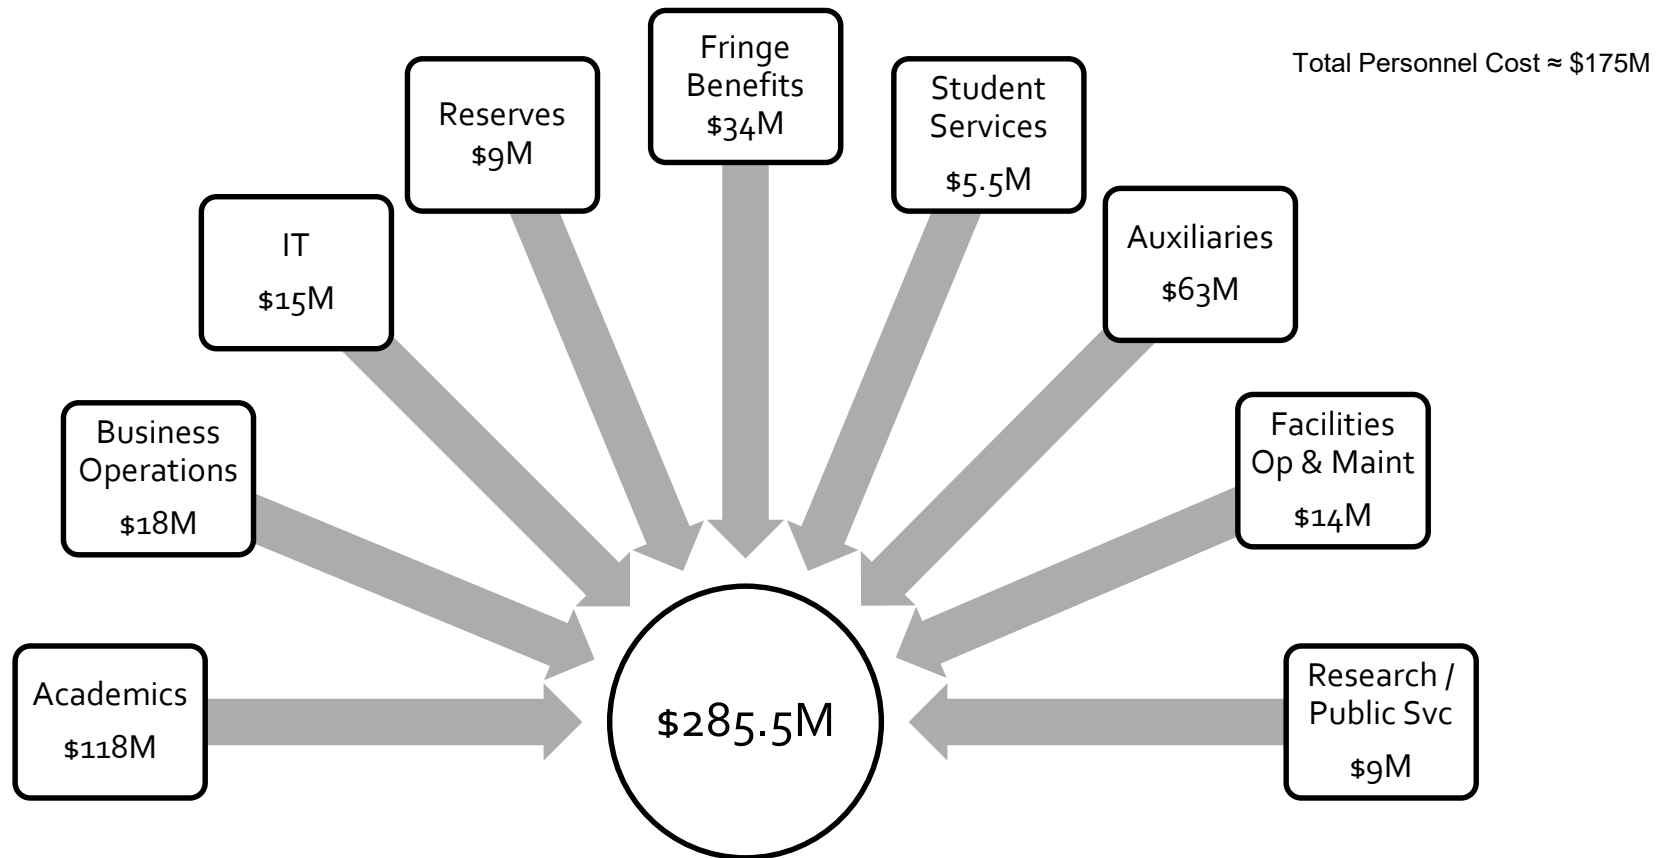 Total Personnel Cost ≈ $175M
Fringe
Benefits
$34M
Reserves
$9M
Student
Services
$5.5M
IT
$15M
Auxiliaries
$63M
Business
Operations
$18M
Facilities
Op & Maint
$14M
Academics
$118M
$285.5M
Research /
Public Svc
$9M